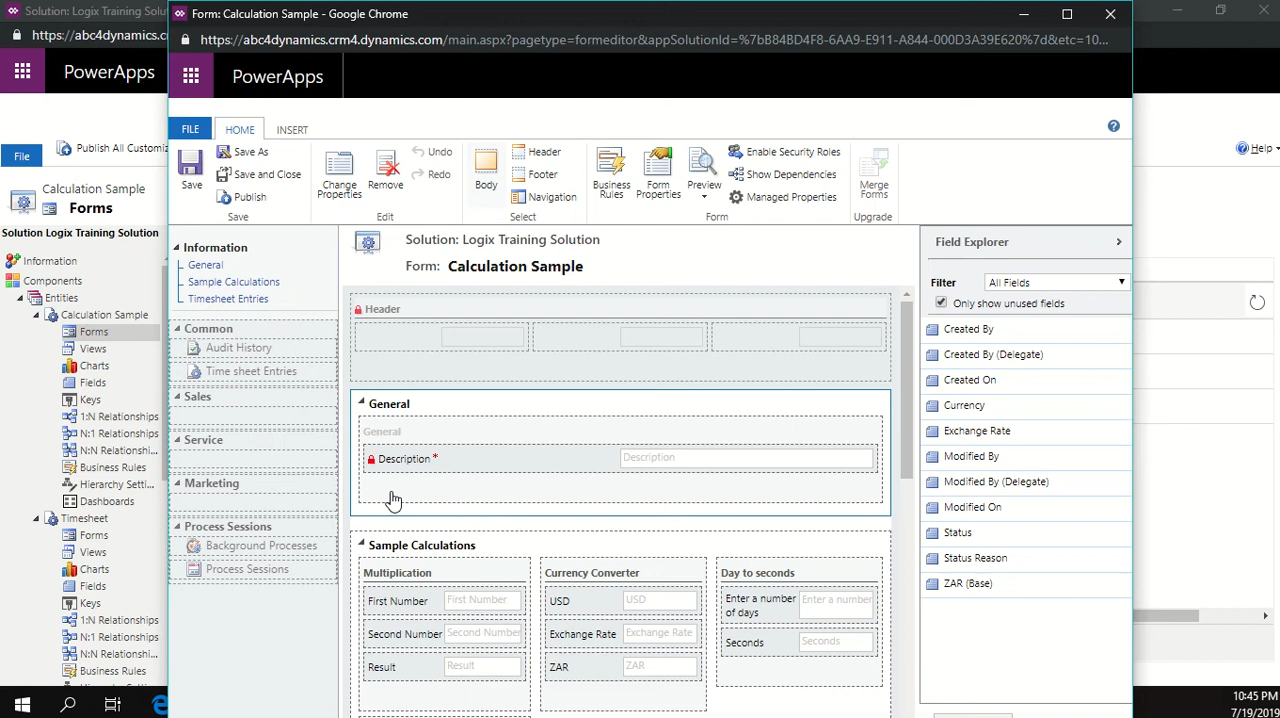 Solution: Logix Training Solution
https://abc4dynamics.cr
PowerApps
File
Publish All Customiz
Help
Calculation Sample
Forms
Solution Logix Training Solution
Information
Components
Entities
Calculation Sample
Forms
Views
Charts
Fields
Keys
1:N Relationships
N:1 Relationships
N:N Relationshi...
Business Rules
Hierarchy Setti...
Dashboards
Timesheet
Forms
Views
Charts
Fields
Keys
1:N Relationships
N:1 Relationships
N:N Relationshi...
Business Rules
Form: Calculation Sample - Google Chrome
https://abc4dynamics.crm4.dynamics.com/main.aspx?pagetype=formeditor&appSolutionId=%7bB84BD4F8-6AA9-E911-A844-000D3A39E620%7d&etc=10...
PowerApps
FILE
HOME
INSERT
Save
Save As
Save and Close
Publish
Save
Change Properties
Remove
Undo
Redo
Edit
Body
Header
Footer
Navigation
Select
Business Rules
Form Properties
Preview
Enable Security Roles
Show Dependencies
Managed Properties
Form
Merge Forms
Upgrade
Information
General
Sample Calculations
Timesheet Entries
Common
Audit History
Time sheet Entries
Sales
Service
Marketing
Process Sessions
Background Processes
Process Sessions
Solution: Logix Training Solution
Form: Calculation Sample
Header
General
General
Description *
Description
Sample Calculations
Multiplication
First Number
First Number
Second Number
Second Number
Result
Result
Currency Converter
USD
USD
Exchange Rate
Exchange Rate
ZAR
ZAR
Day to seconds
Enter a number of days
Enter a number
Seconds
Seconds
Field Explorer
Filter
All Fields
Only show unused fields
Created By
Created By (Delegate)
Created On
Currency
Exchange Rate
Modified By
Modified By (Delegate)
Modified On
Status
Status Reason
ZAR (Base)
10:45 PM
7/19/2019